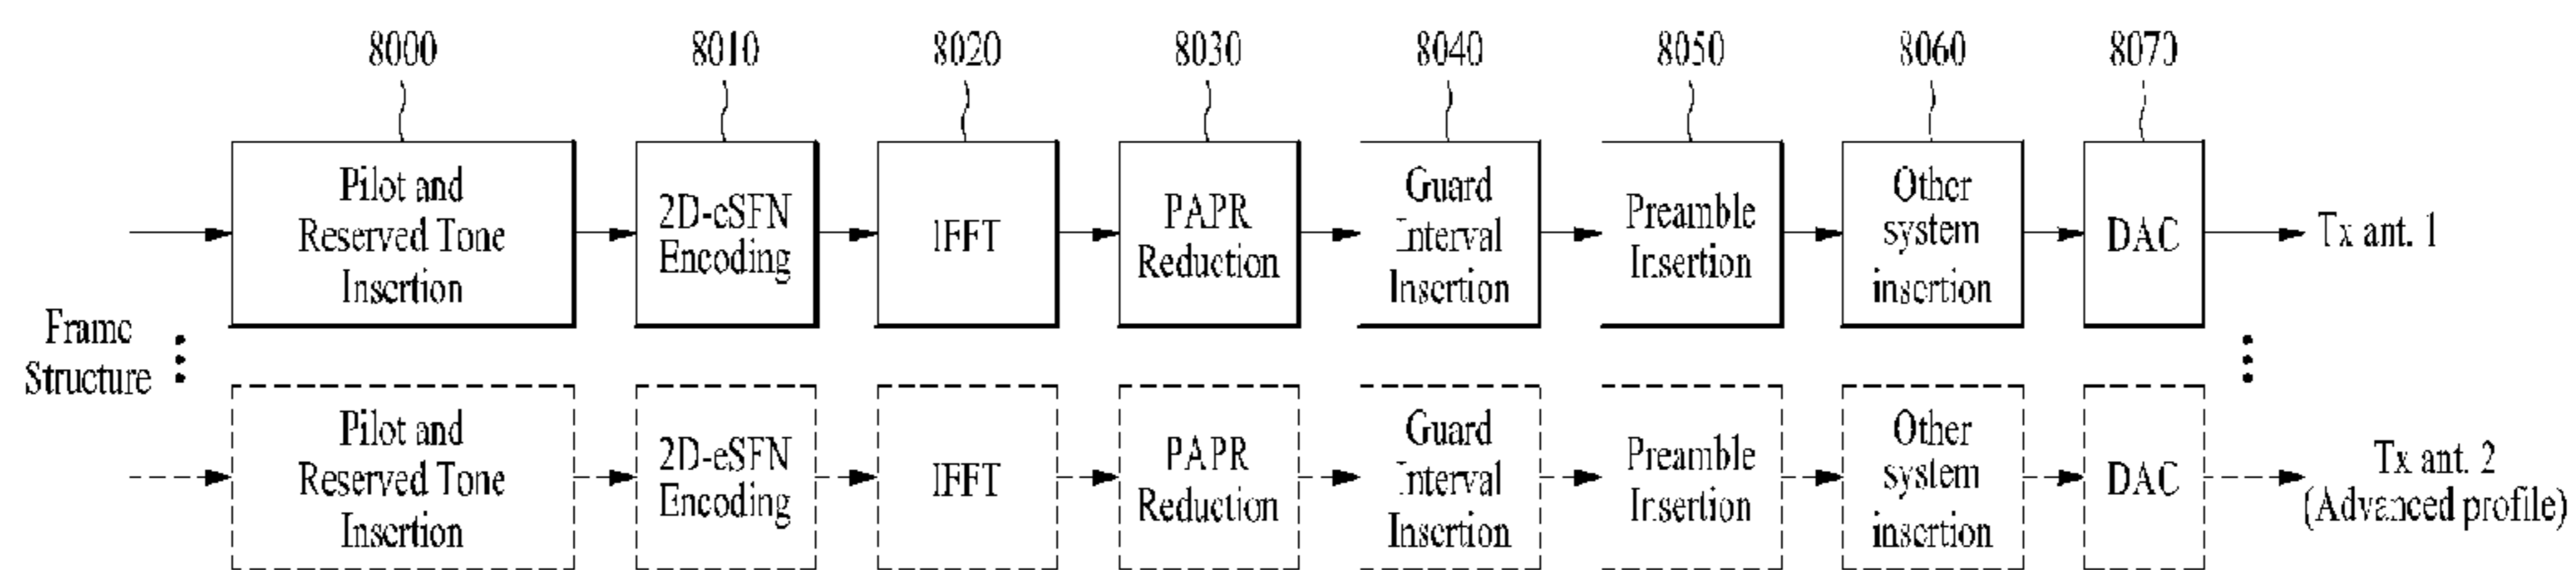 8000
8010
8020
8030
8040
8050
8060
8070
Pilot and
Reserved Tone
Insertion
2D-eSFN
Encoding
IFFT
PAPR
Reduction
Guard
Interval
Insertion
Preamble
Insertion
Other
system
insertion
DAC
Tx ant. 1
Frame
Structure
Pilot and
Reserved Tone
Insertion
2D-eSFN
Encoding
IFFT
PAPR
Reduction
Guard
Interval
Insertion
Preamble
Insertion
Other
system
insertion
DAC
Tx ant. 2
(Advanced profile)